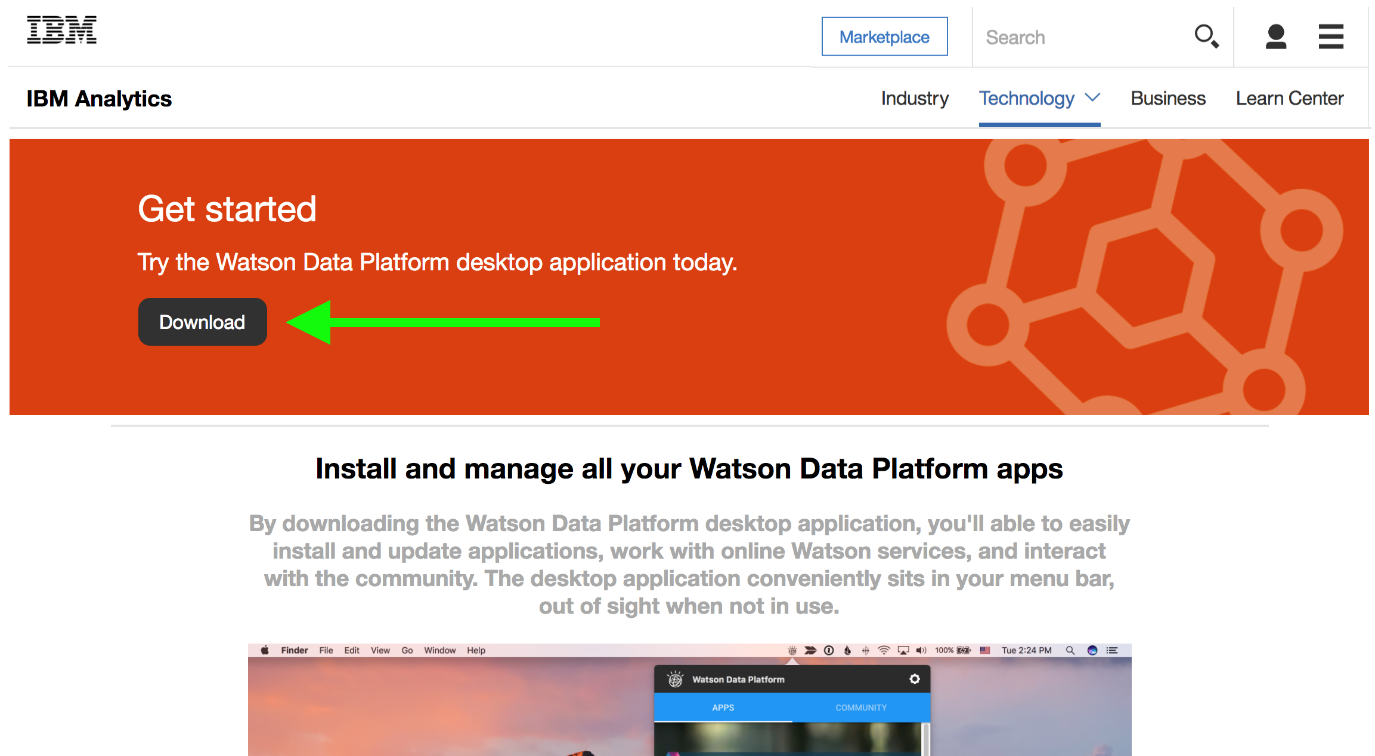 IBM
Marketplace
Search
IBM Analytics
Industry
Technology
Business
Learn Center
Get started
Try the Watson Data Platform desktop application today.
Download
Install and manage all your Watson Data Platform apps
By downloading the Watson Data Platform desktop application, you'll able to easily
install and update applications, work with online Watson services, and interact
with the community. The desktop application conveniently sits in your menu bar,
out of sight when not in use.
Finder File Edit View Go Window Help 100% Tue 2:24 PM
Watson Data Platform
APPS COMMUNITY